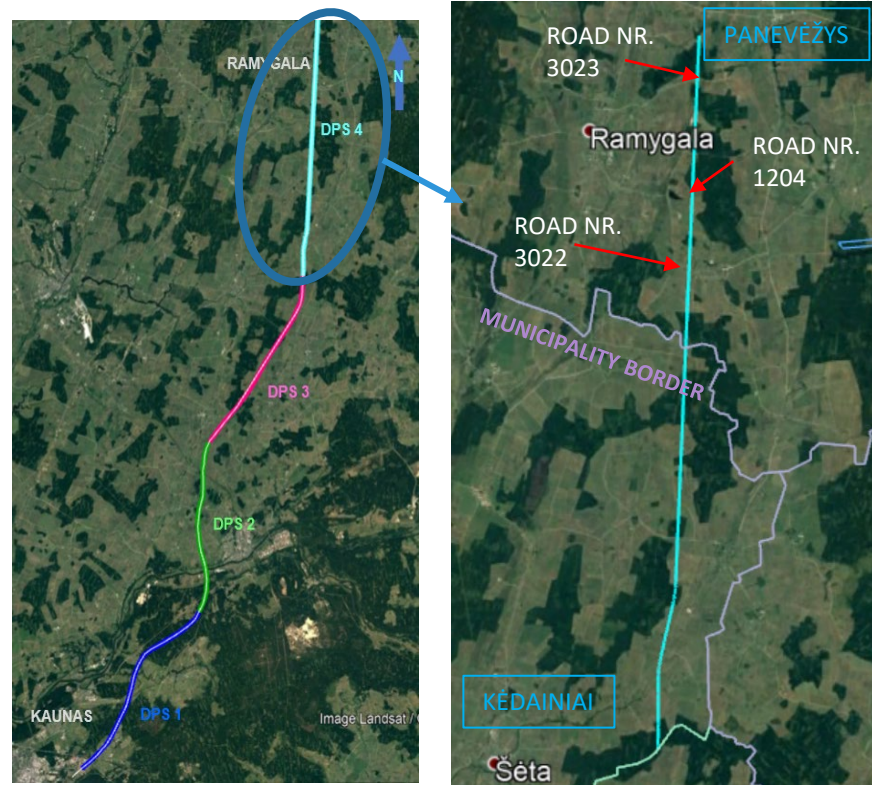 RAMYGALA
N
DPS 4
DPS 3
DPS 2
KAUNAS
DPS 1
Image Landsat /
ROAD NR.
3023
PANEVĖŽYS
Ramygala
ROAD NR.
1204
ROAD NR.
3022
MUNICIPALITY BORDER
KĖDAINIAI
Šėta